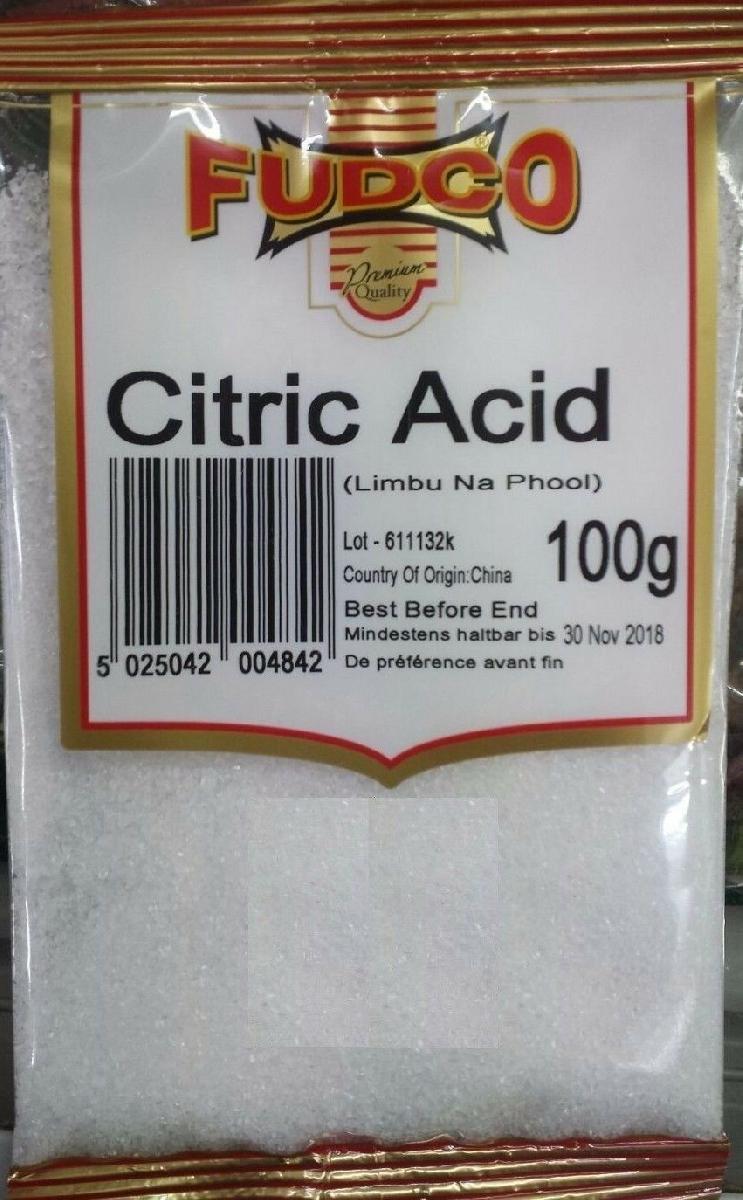 FUDCO
®
Premium
Quality
Citric Acid
(Limbu Na Phool)
Lot - 611132k
100g
Country Of Origin:China
Best Before End
Mindestens haltbar bis 30 Nov 2018
De préférence avant fin
5 025042 004842